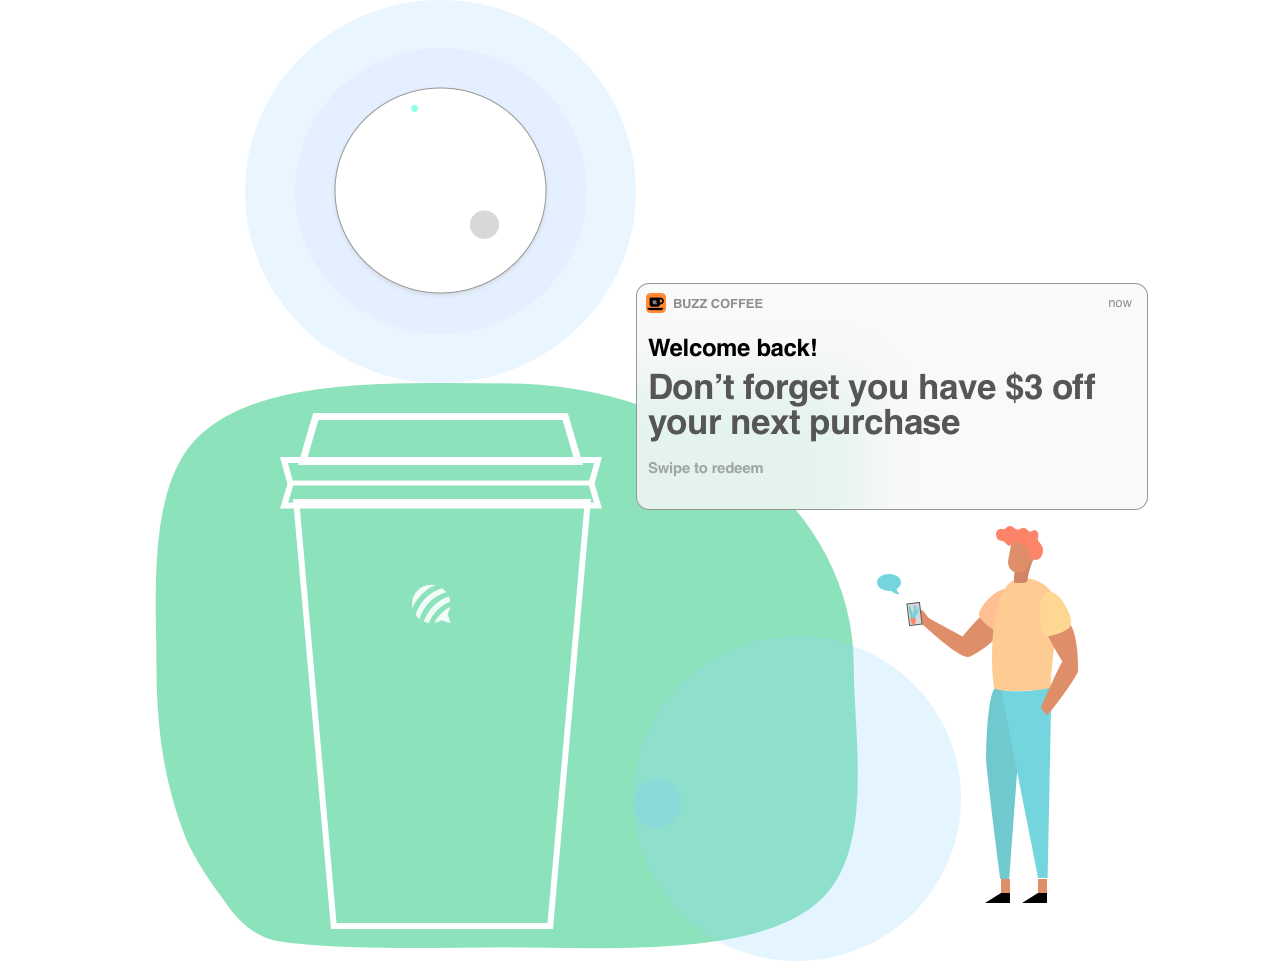 BUZZ COFFEE
now
Welcome back!
Don’t forget you have $3 off
your next purchase
Swipe to redeem